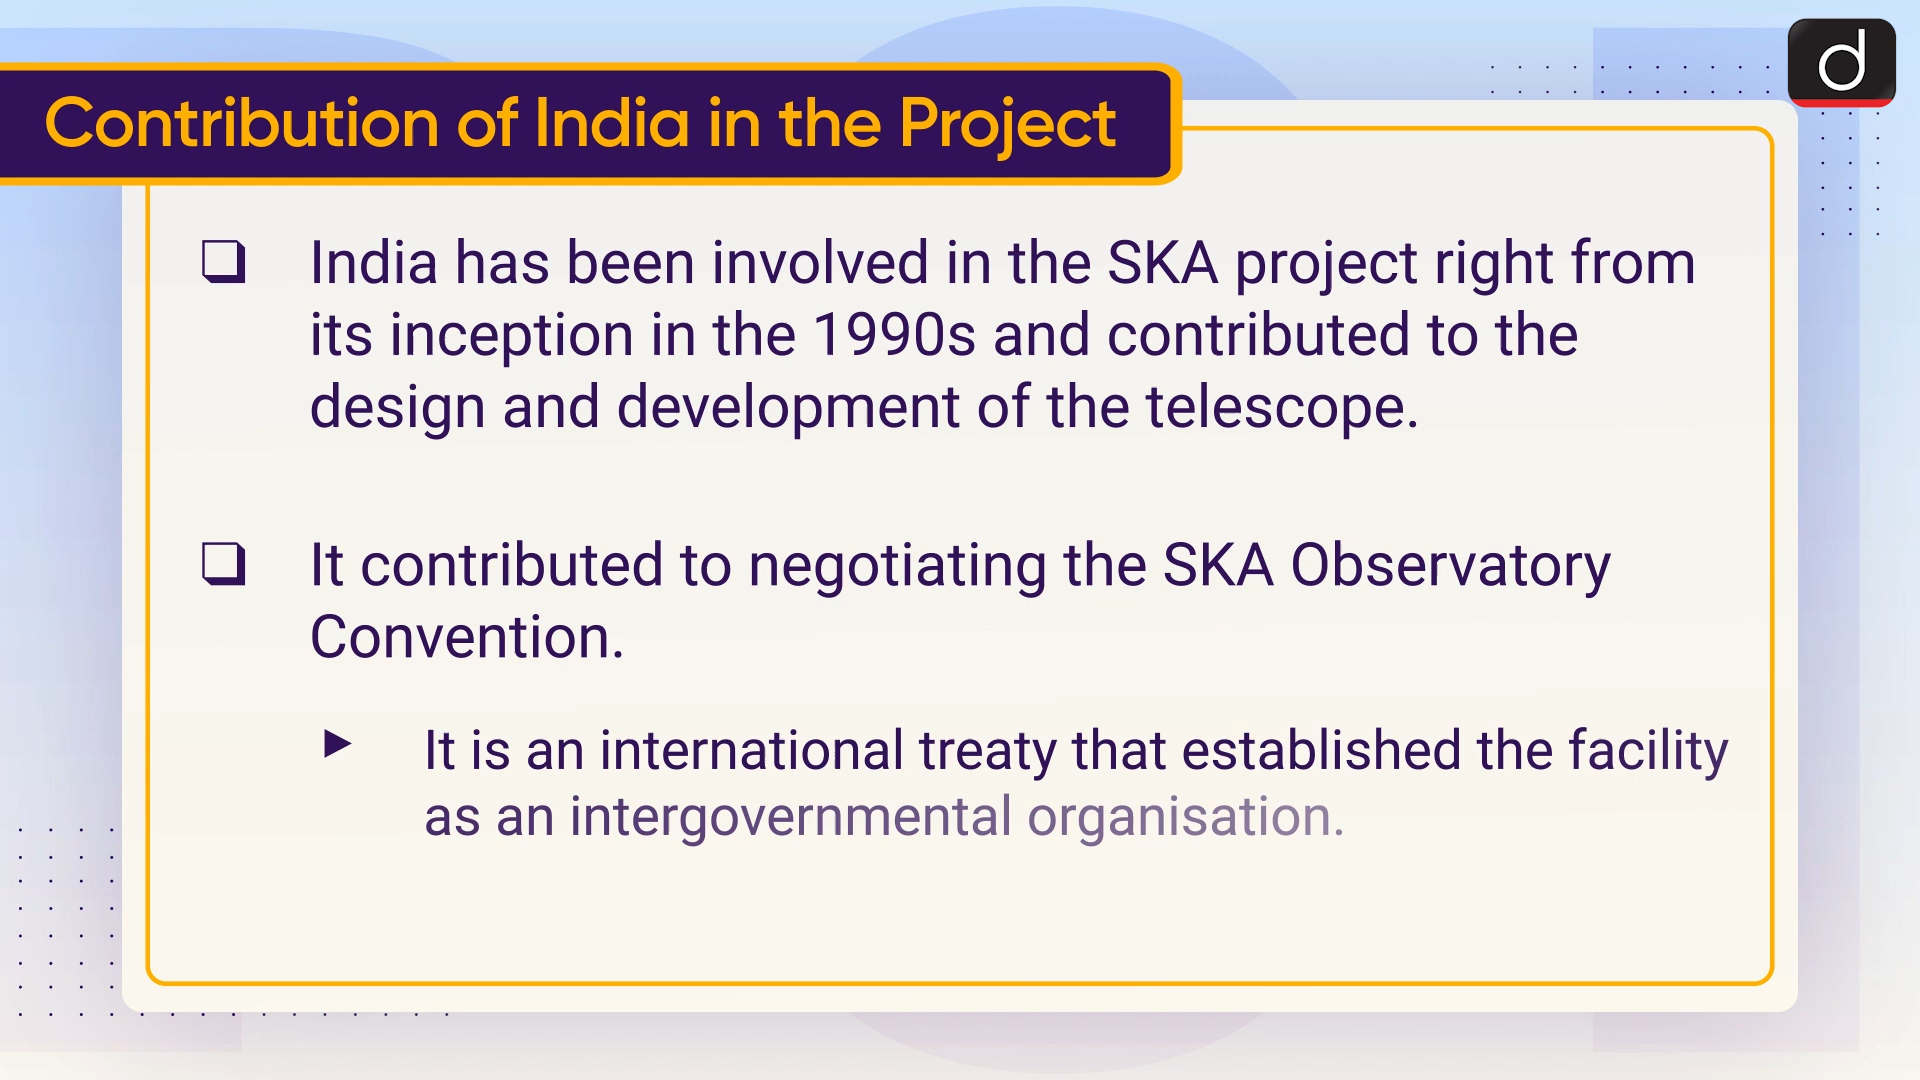 Contribution of India in the Project
d
❑ India has been involved in the SKA project right from
its inception in the 1990s and contributed to the
design and development of the telescope.
❑ It contributed to negotiating the SKA Observatory
Convention.
► It is an international treaty that established the facility
as an intergovernmental organisation.